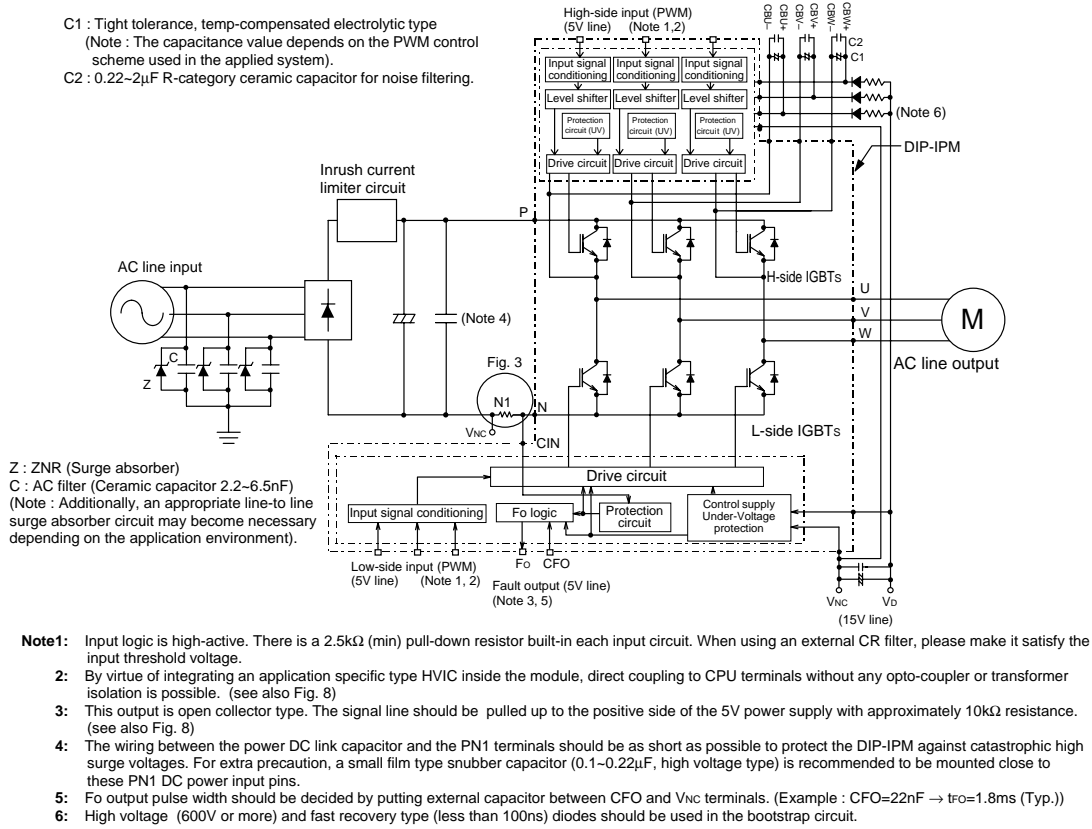 C1 : Tight tolerance, temp-compensated electrolytic type
(Note : The capacitance value depends on the PWM control
scheme used in the applied system).
C2 : 0.22~2μF R-category ceramic capacitor for noise filtering.
High-side input (PWM)
(5V line) (Note 1,2)
CBU-
CBU+
CBV-
CBV+
CBW-
CBW+
C2
C1
Input signal conditioning
Input signal conditioning
Input signal conditioning
Level shifter
Level shifter
Level shifter
Protection circuit (UV)
Protection circuit (UV)
Protection circuit (UV)
Drive circuit
Drive circuit
Drive circuit
(Note 6)
DIP-IPM
Inrush current
limiter circuit
P
AC line input
H-side IGBTs
U
V
W
M
AC line output
(Note 4)
C
Z
Fig. 3
N1
N
VNC
CIN
L-side IGBTs
Z : ZNR (Surge absorber)
C : AC filter (Ceramic capacitor 2.2~6.5nF)
(Note : Additionally, an appropriate line-to line
surge absorber circuit may become necessary
depending on the application environment).
Drive circuit
Input signal conditioning
Fo logic
Protection
circuit
Control supply
Under-Voltage
protection
Low-side input (PWM)
(5V line) (Note 1, 2)
FO CFO
Fault output (5V line)
(Note 3, 5)
VNC VD
(15V line)
Note1: Input logic is high-active. There is a 2.5kΩ (min) pull-down resistor built-in each input circuit. When using an external CR filter, please make it satisfy the
input threshold voltage.
2: By virtue of integrating an application specific type HVIC inside the module, direct coupling to CPU terminals without any opto-coupler or transformer
isolation is possible. (see also Fig. 8)
3: This output is open collector type. The signal line should be pulled up to the positive side of the 5V power supply with approximately 10kΩ resistance.
(see also Fig. 8)
4: The wiring between the power DC link capacitor and the PN1 terminals should be as short as possible to protect the DIP-IPM against catastrophic high
surge voltages. For extra precaution, a small film type snubber capacitor (0.1~0.22μF, high voltage type) is recommended to be mounted close to
these PN1 DC power input pins.
5: Fo output pulse width should be decided by putting external capacitor between CFO and VNC terminals. (Example : CFO=22nF → tFO=1.8ms (Typ.))
6: High voltage (600V or more) and fast recovery type (less than 100ns) diodes should be used in the bootstrap circuit.